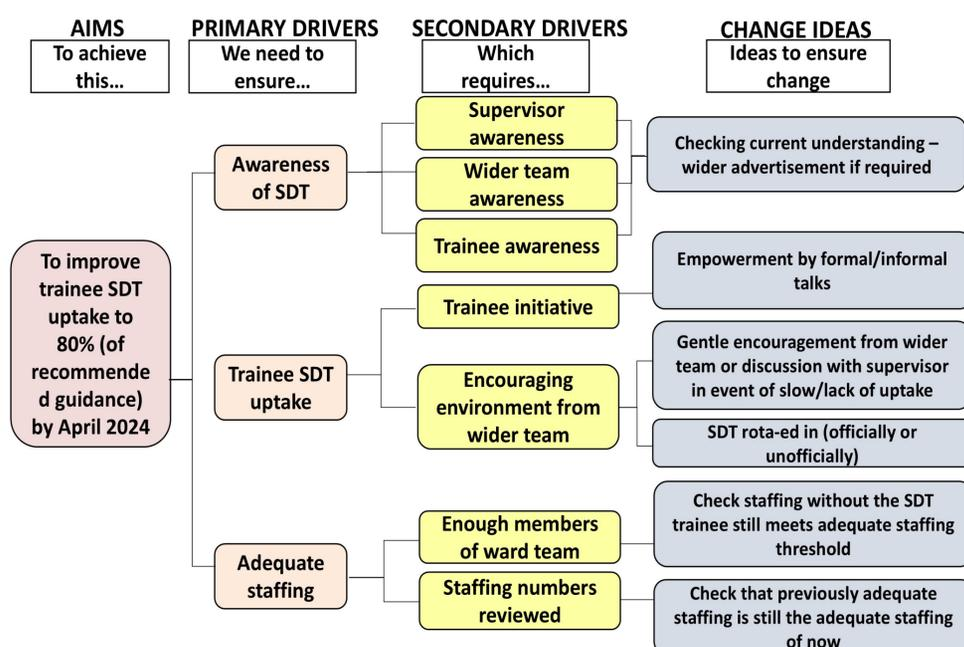 AIMS
To achieve
this...
PRIMARY DRIVERS
We need to
ensure...
SECONDARY DRIVERS
Which
requires...
CHANGE IDEAS
Ideas to ensure
change
To improve
trainee SDT
uptake to
80% (of
recommende
d guidance)
by April 2024
Awareness
of SDT
Supervisor
awareness
Wider team
awareness
Trainee awareness
Checking current understanding –
wider advertisement if required
Trainee SDT
uptake
Trainee initiative
Empowerment by formal/informal
talks
Encouraging
environment from
wider team
Gentle encouragement from wider
team or discussion with supervisor
in event of slow/lack of uptake
SDT rota-ed in (officially or
unofficially)
Adequate
staffing
Enough members
of ward team
Check staffing without the SDT
trainee still meets adequate staffing
threshold
Staffing numbers
reviewed
Check that previously adequate
staffing is still the adequate staffing
of now